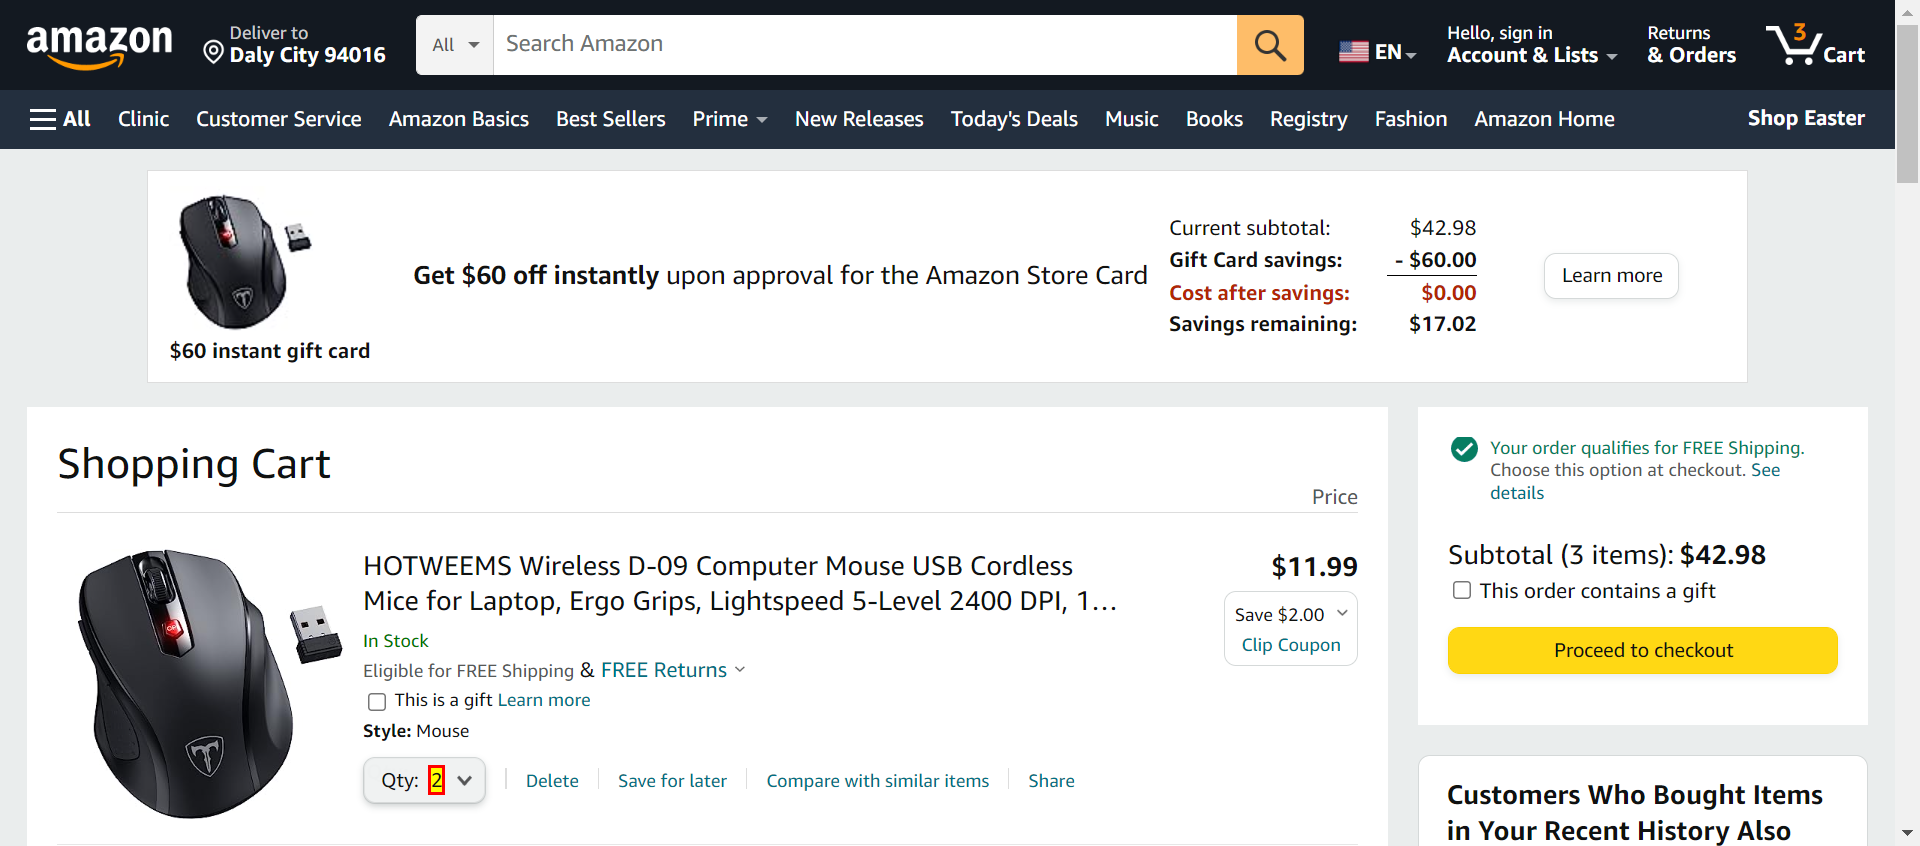 amazon
Deliver to
Daly City 94016
All
Search Amazon
EN
Hello, sign in
Account & Lists
Returns
& Orders
3
Cart
All
Clinic
Customer Service
Amazon Basics
Best Sellers
Prime
New Releases
Today's Deals
Music
Books
Registry
Fashion
Amazon Home
Shop Easter
$60 instant gift card
Get $60 off instantly upon approval for the Amazon Store Card
Current subtotal: $42.98
Gift Card savings: - $60.00
Cost after savings: $0.00
Savings remaining: $17.02
Learn more
Shopping Cart
Price
HOTWEEMS Wireless D-09 Computer Mouse USB Cordless
Mice for Laptop, Ergo Grips, Lightspeed 5-Level 2400 DPI, 1…
$11.99
Save $2.00
Clip Coupon
In Stock
Eligible for FREE Shipping & FREE Returns
This is a gift Learn more
Style: Mouse
Qty: 2
Delete
Save for later
Compare with similar items
Share
Your order qualifies for FREE Shipping.
Choose this option at checkout. See
details
Subtotal (3 items): $42.98
This order contains a gift
Proceed to checkout
Customers Who Bought Items
in Your Recent History Also